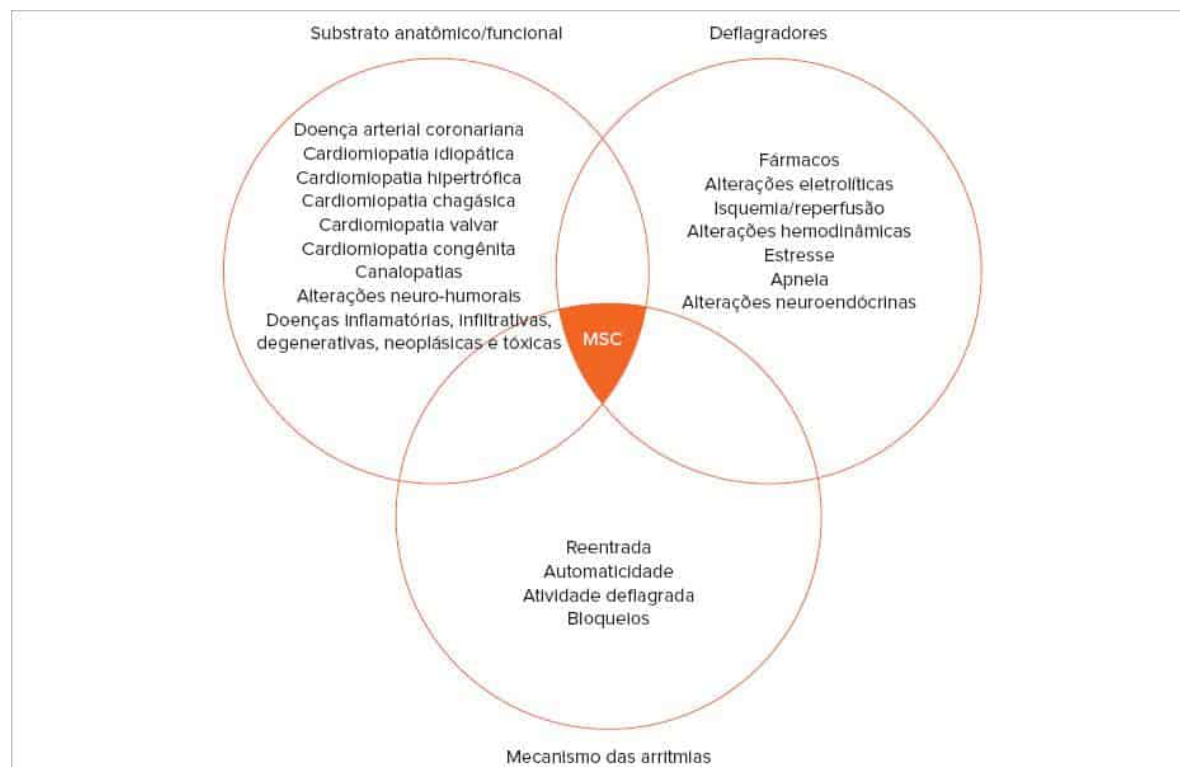 Substrato anatômico/funcional
Deflagradores
Doença arterial coronariana
Cardiomiopatia idiopática
Cardiomiopatia hipertrófica
Cardiomiopatia chagásica
Cardiomiopatia valvar
Cardiomiopatia congênita
Canalopatias
Alterações neuro-humorais
Doenças inflamatórias, infiltrativas,
degenerativas, neoplásicas e tóxicas
Fármacos
Alterações eletrolíticas
Isquemia/reperfusão
Alterações hemodinâmicas
Estresse
Apneia
Alterações neuroendócrinas
MSC
Reentrada
Automaticidade
Atividade deflagrada
Bloqueios
Mecanismo das arritmias